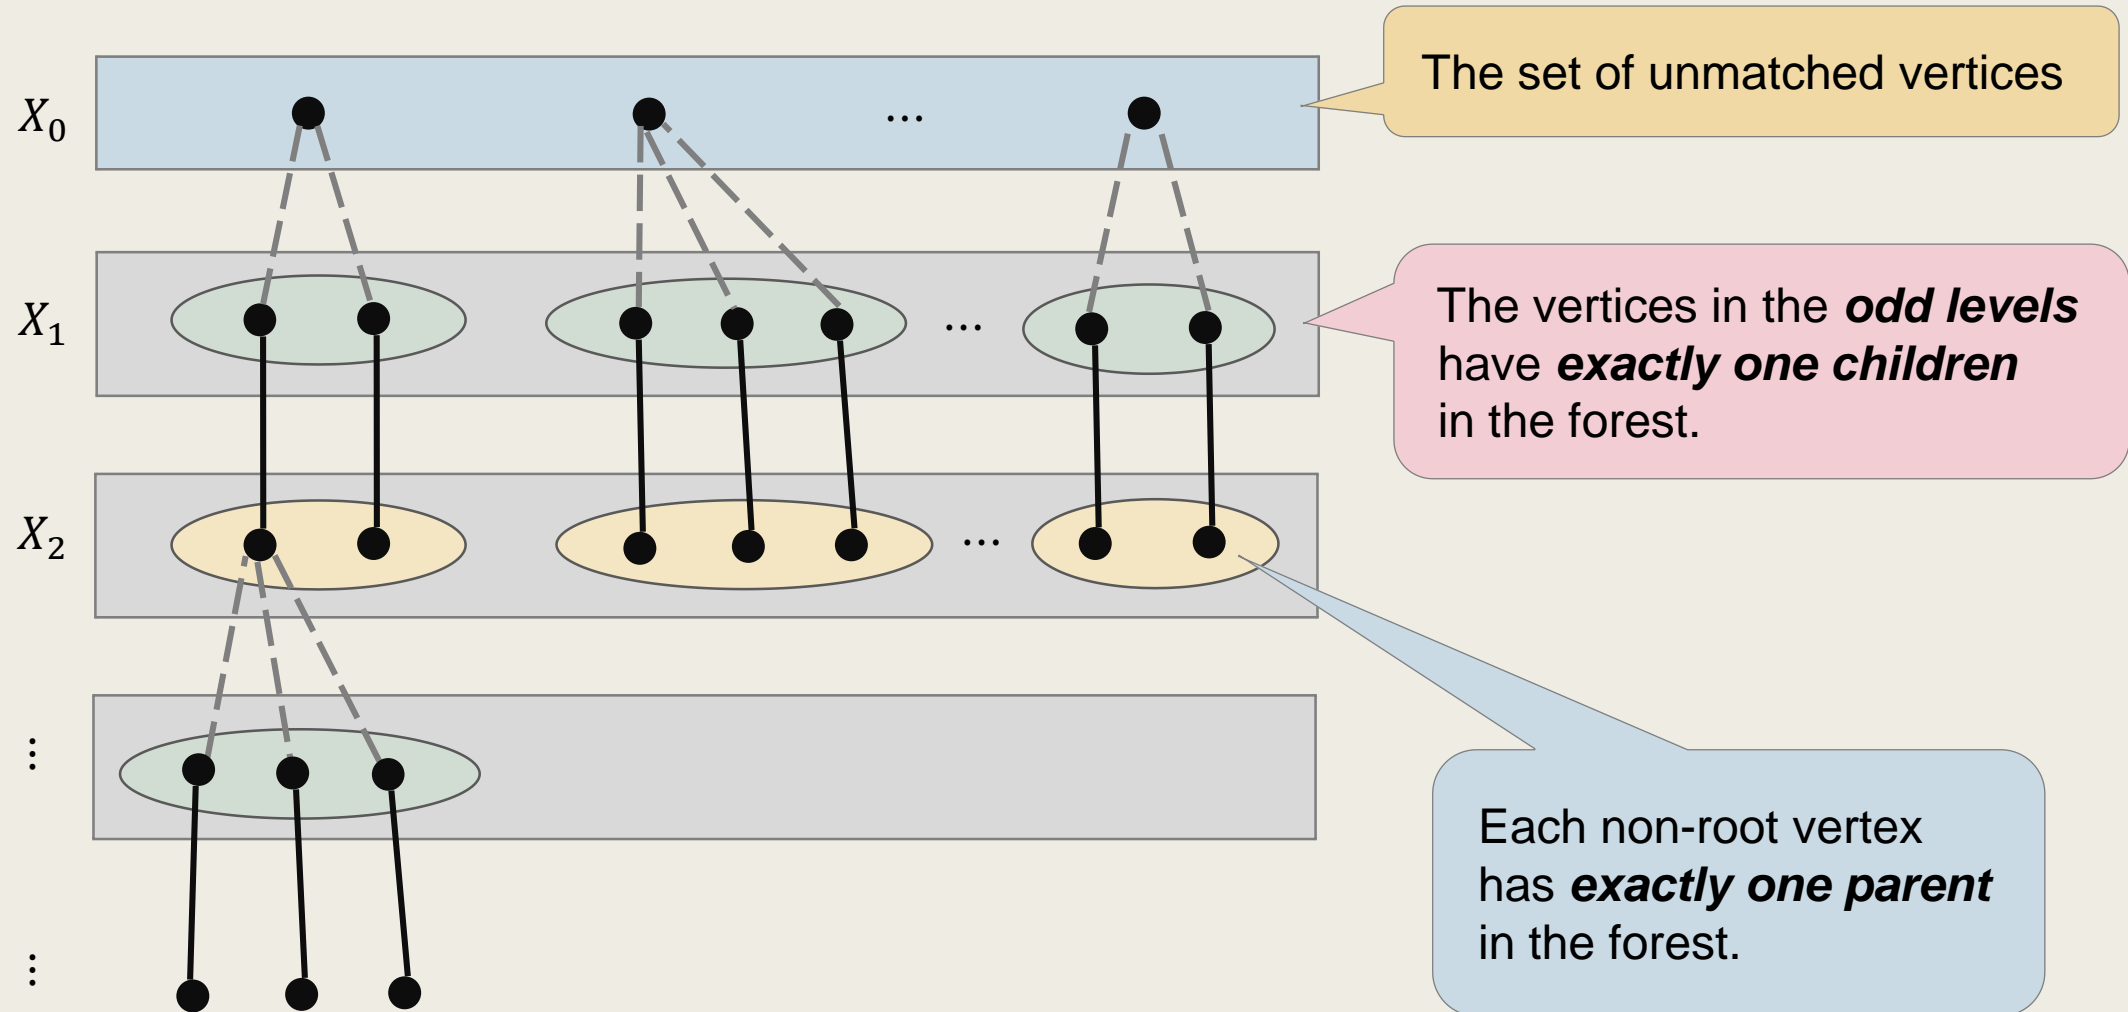 The set of unmatched vertices
X₀
...
The vertices in the odd levels
have exactly one children
in the forest.
X₁
...
X₂
...
⋮
Each non-root vertex
has exactly one parent
in the forest.
⋮